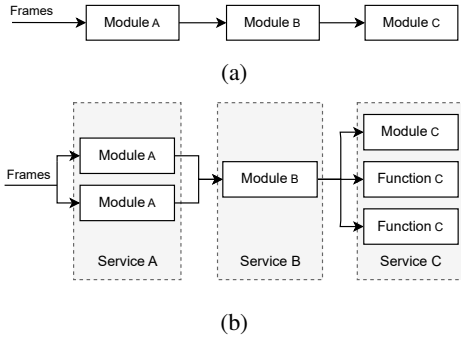 Frames
Module A
Module B
Module C
(a)
Module C
Module A
Frames
Module B
Function C
Module A
Function C
Service A
Service B
Service C
(b)